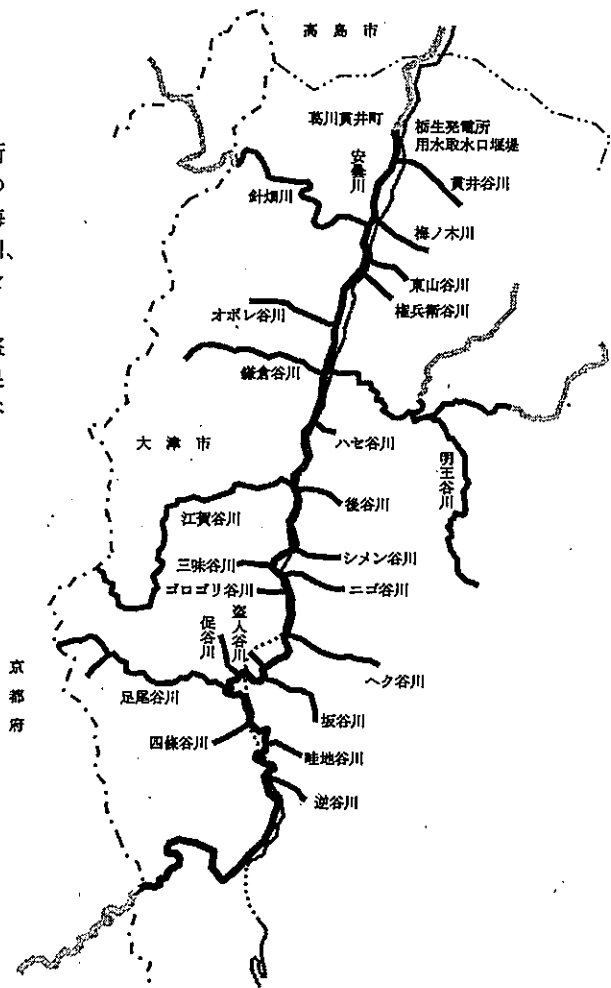 高島市
葛川貫井町
栃生発電所
用水取水口堰堤
安曇川
貫井谷川
針畑川
梅ノ木川
東山谷川
権兵衛谷川
オボレ谷川
鎌倉谷川
ハセ谷川
大津市
明王谷川
後谷川
江賀谷川
シメン谷川
三味谷川
ニゴ谷川
ゴロゴリ谷川
盗人谷川
促谷川
ヘク谷川
京都府
足尾谷川
坂谷川
四條谷川
畦地谷川
逆谷川